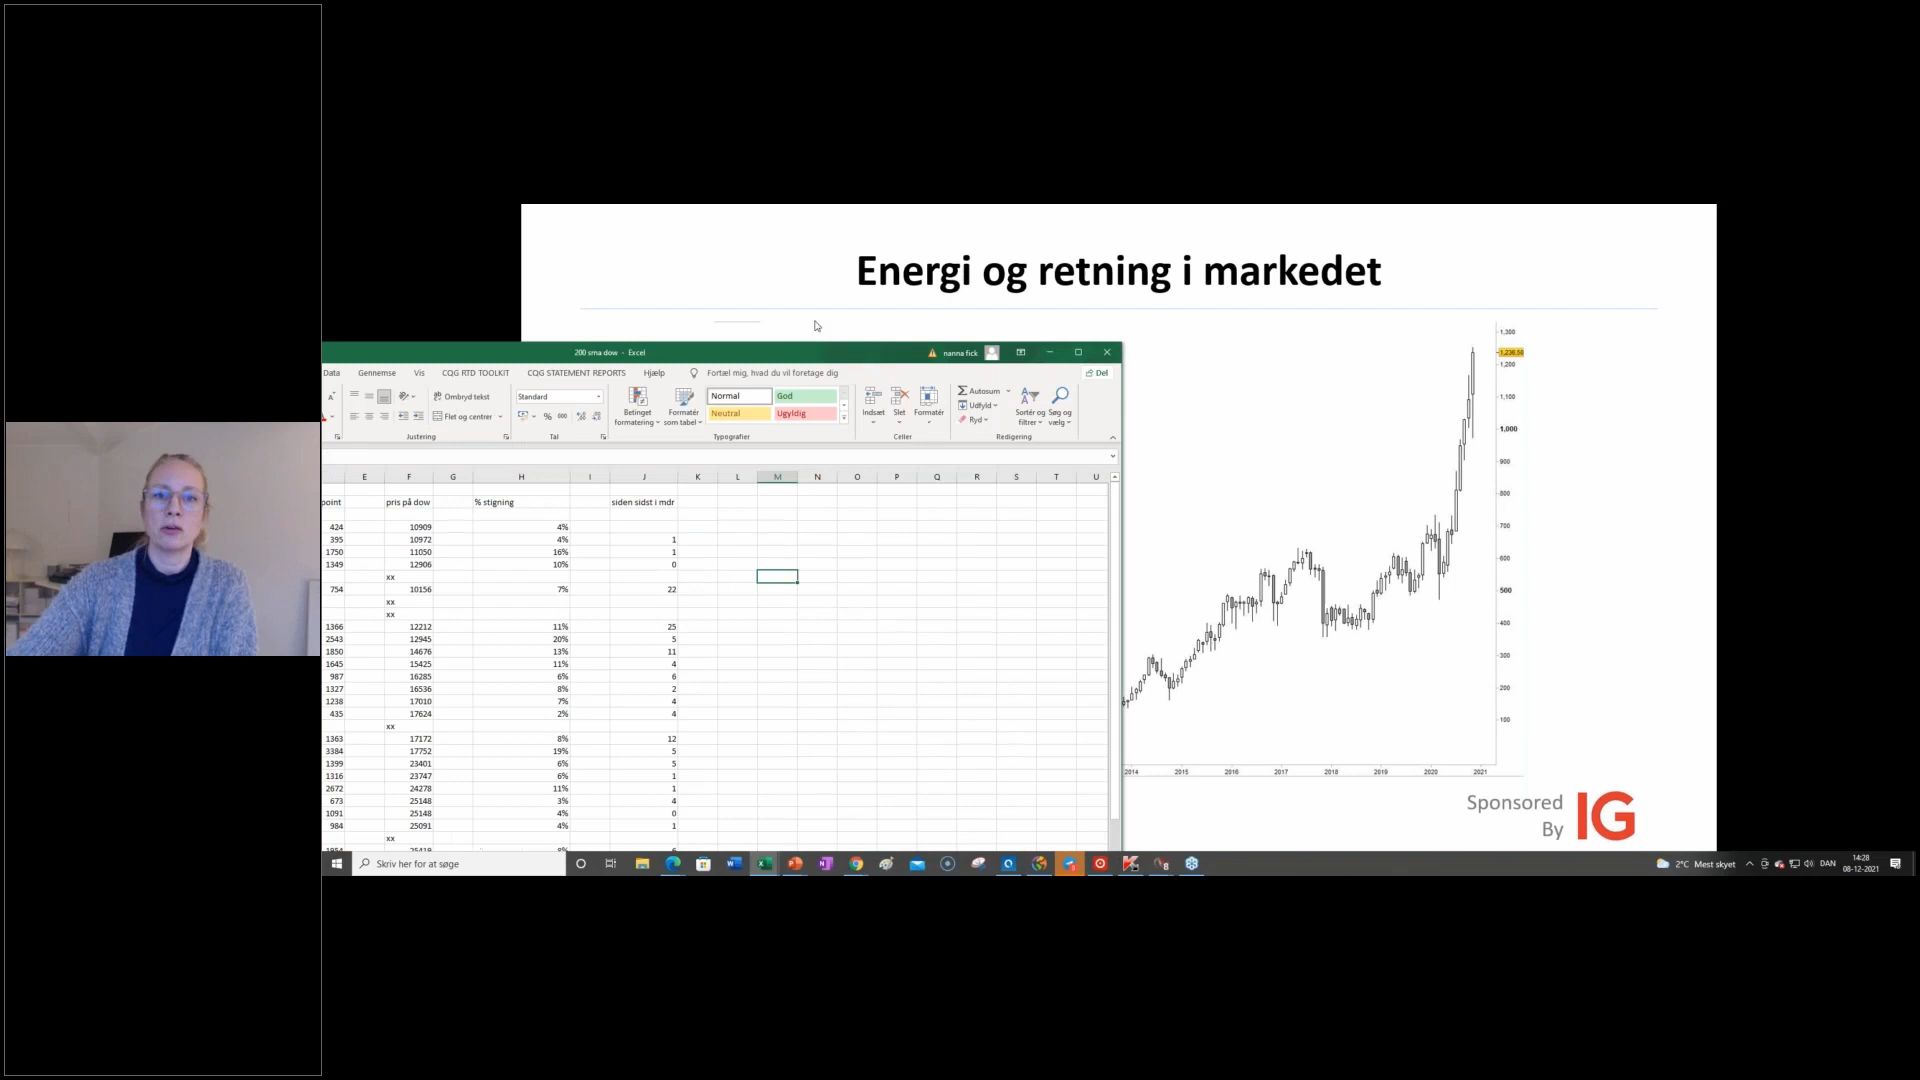 Energi og retning i markedet
200 sma dow - Excel
nanna fick
Data Gennemse Vis CQG RTD TOOLKIT CQG STATEMENT REPORTS Hjælp Fortæl mig, hvad du vil foretage dig Del
Ombryd tekst
Flet og centrer
Justering
Standard
% 000
Tal
Betinget formatering
Formatér som tabel
Normal God
Neutral Ugyldig
Typografier
Indsæt Slet Formatér
Celler
Autosum
Udfyld
Ryd
Sortér og filtrer
Søg og vælg
Redigering
E F G H I J K L M N O P Q R S T U
point pris på dow % stigning siden sidst i mdr
424 10909 4%
395 10972 4% 1
1750 11050 16% 1
1349 12906 10% 0
xx
754 10156 7% 22
xx
xx
1366 12212 11% 25
2543 12945 20% 5
1850 14676 13% 11
1645 15425 11% 4
987 16285 6% 6
1327 16536 8% 2
1238 17010 7% 4
435 17624 2% 4
xx
1363 17172 8% 12
3384 17752 19% 5
1399 23401 6% 5
1316 23747 6% 1
2672 24278 11% 1
673 25148 3% 4
1091 25148 4% 0
984 25091 4% 1
xx
1,300
1,236.58
1,200
1,100
1,000
900
800
700
600
500
400
300
200
100
2014 2015 2016 2017 2018 2019 2020 2021
Sponsored
By
IG
Skriv her for at søge
2°C Mest skyet
DAN
14:28
08-12-2021